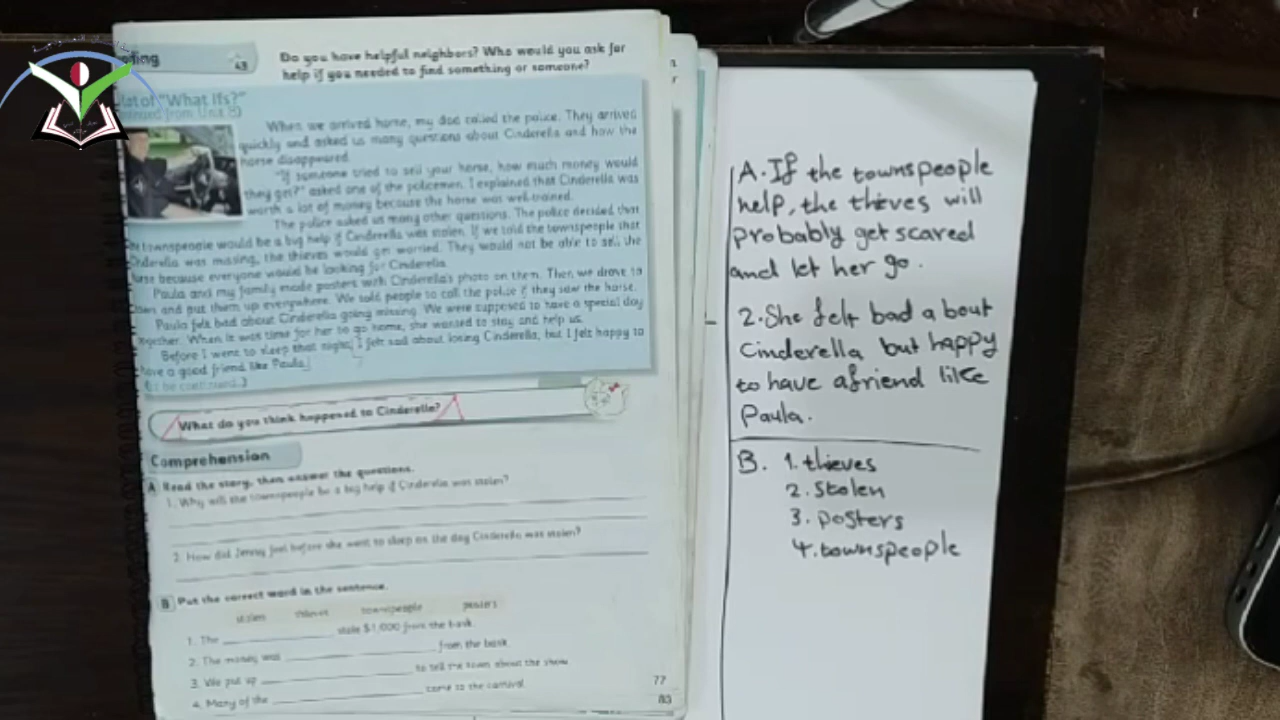 43
Do you have helpful neighbors? Who would you ask for
help if you needed to find something or someone?
list of "What Ifs?"
When we arrived home, my dad called the police. They arrived
quickly and asked us many questions about Cinderella and how the
horse disappeared.
"If someone tried to sell your horse, how much money would
they get?" asked one of the policemen. I explained that Cinderella was
worth a lot of money because the horse was well-trained.
The police asked us many other questions. The police decided that
townspeople would be a big help if Cinderella was stolen. If we told the townspeople that
Cinderella was missing, the thieves would get worried. They would not be able to sell the
horse because everyone would be looking for Cinderella.
Paula and my family made posters with Cinderella's photo on them. Then we drove to
town and put them up everywhere. We told people to call the police if they saw the horse.
Paula felt bad about Cinderella going missing. We were supposed to have a special day
together. When it was time for her to go home, she wanted to stay and help us.
Before I went to sleep that night, I felt sad about losing Cinderella, but I felt happy to
have a good friend like Paula.
What do you think happened to Cinderella?
Comprehension
A Read the story, then answer the questions.
1. Why will the townspeople be a big help if Cinderella was stolen?
2. How did Jenny feel before she went to sleep on the day Cinderella was stolen?
B Put the correct word in the sentence.
stolen thieves townspeople posters
1. The stole $1,000 from the bank.
2. The money was from the bank.
3. We put up to tell the town about the show.
4. Many of the came to the carnival.
77
83
A. If the townspeople
help, the thieves will
probably get scared
and let her go.
2. She felt bad a bout
Cinderella but happy
to have a friend like
Paula.
B. 1. thieves
2. stolen
3. posters
4. townspeople